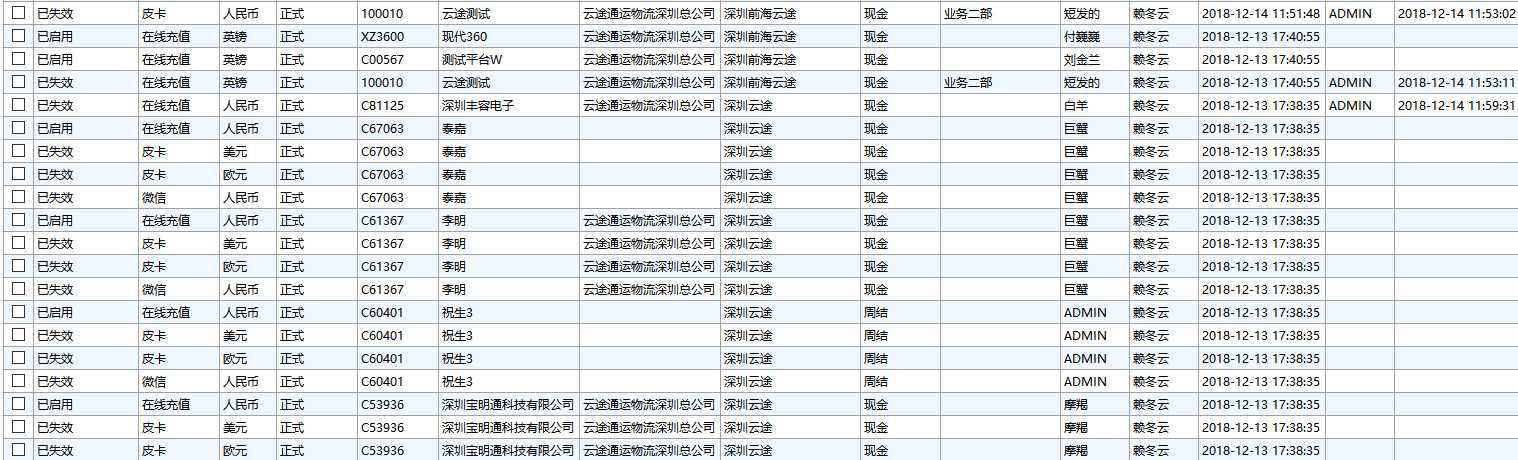 已失效 皮卡 人民币 正式 100010 云途测试 云途通运物流深圳总公司 深圳前海云途 现金 业务二部 短发的 赖冬云 2018-12-14 11:51:48 ADMIN 2018-12-14 11:53:02
已启用 在线充值 英镑 正式 XZ3600 现代360 云途通运物流深圳总公司 深圳前海云途 现金 付巍巍 赖冬云 2018-12-13 17:40:55
已启用 在线充值 英镑 正式 C00567 测试平台W 云途通运物流深圳总公司 深圳前海云途 现金 刘金兰 赖冬云 2018-12-13 17:40:55
已失效 在线充值 英镑 正式 100010 云途测试 云途通运物流深圳总公司 深圳前海云途 现金 业务二部 短发的 赖冬云 2018-12-13 17:40:55 ADMIN 2018-12-14 11:53:11
已失效 在线充值 人民币 正式 C81125 深圳丰容电子 云途通运物流深圳总公司 深圳云途 现金 白羊 赖冬云 2018-12-13 17:38:35 ADMIN 2018-12-14 11:59:31
已启用 在线充值 人民币 正式 C67063 泰嘉 深圳云途 现金 巨蟹 赖冬云 2018-12-13 17:38:35
已失效 皮卡 美元 正式 C67063 泰嘉 深圳云途 现金 巨蟹 赖冬云 2018-12-13 17:38:35
已失效 皮卡 欧元 正式 C67063 泰嘉 深圳云途 现金 巨蟹 赖冬云 2018-12-13 17:38:35
已失效 微信 人民币 正式 C67063 泰嘉 深圳云途 现金 巨蟹 赖冬云 2018-12-13 17:38:35
已启用 在线充值 人民币 正式 C61367 李明 云途通运物流深圳总公司 深圳云途 现金 巨蟹 赖冬云 2018-12-13 17:38:35
已失效 皮卡 美元 正式 C61367 李明 云途通运物流深圳总公司 深圳云途 现金 巨蟹 赖冬云 2018-12-13 17:38:35
已失效 皮卡 欧元 正式 C61367 李明 云途通运物流深圳总公司 深圳云途 现金 巨蟹 赖冬云 2018-12-13 17:38:35
已失效 微信 人民币 正式 C61367 李明 云途通运物流深圳总公司 深圳云途 现金 巨蟹 赖冬云 2018-12-13 17:38:35
已启用 在线充值 人民币 正式 C60401 祝生3 深圳云途 周结 ADMIN 赖冬云 2018-12-13 17:38:35
已失效 皮卡 美元 正式 C60401 祝生3 深圳云途 周结 ADMIN 赖冬云 2018-12-13 17:38:35
已失效 皮卡 欧元 正式 C60401 祝生3 深圳云途 周结 ADMIN 赖冬云 2018-12-13 17:38:35
已失效 微信 人民币 正式 C60401 祝生3 深圳云途 周结 ADMIN 赖冬云 2018-12-13 17:38:35
已启用 在线充值 人民币 正式 C53936 深圳宝明通科技有限公司 云途通运物流深圳总公司 深圳云途 现金 摩羯 赖冬云 2018-12-13 17:38:35
已失效 皮卡 美元 正式 C53936 深圳宝明通科技有限公司 云途通运物流深圳总公司 深圳云途 现金 摩羯 赖冬云 2018-12-13 17:38:35
已失效 皮卡 欧元 正式 C53936 深圳宝明通科技有限公司 云途通运物流深圳总公司 深圳云途 现金 摩羯 赖冬云 2018-12-13 17:38:35